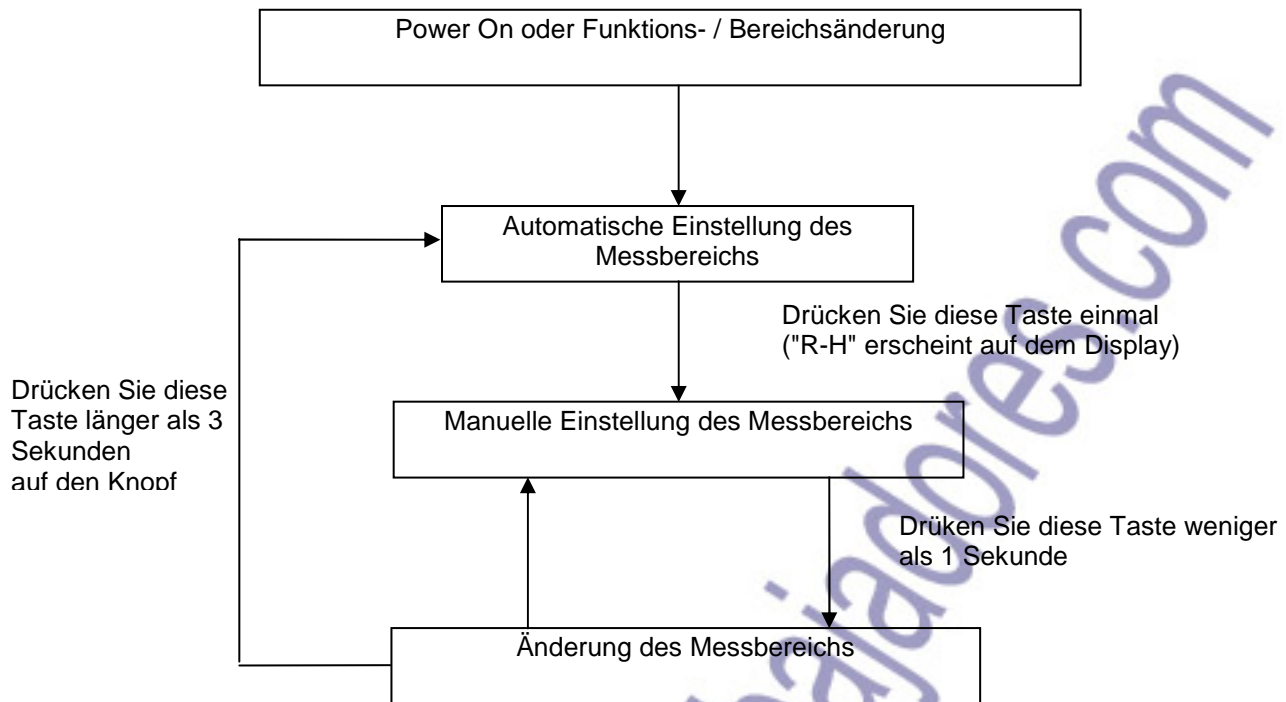 Power On oder Funktions- / Bereichsänderung
Automatische Einstellung des
Messbereichs
Drücken Sie diese Taste einmal
("R-H" erscheint auf dem Display)
Drücken Sie diese
Taste länger als 3
Sekunden
auf den Knopf
Manuelle Einstellung des Messbereichs
Drüken Sie diese Taste weniger
als 1 Sekunde
Änderung des Messbereichs
bajadores.com